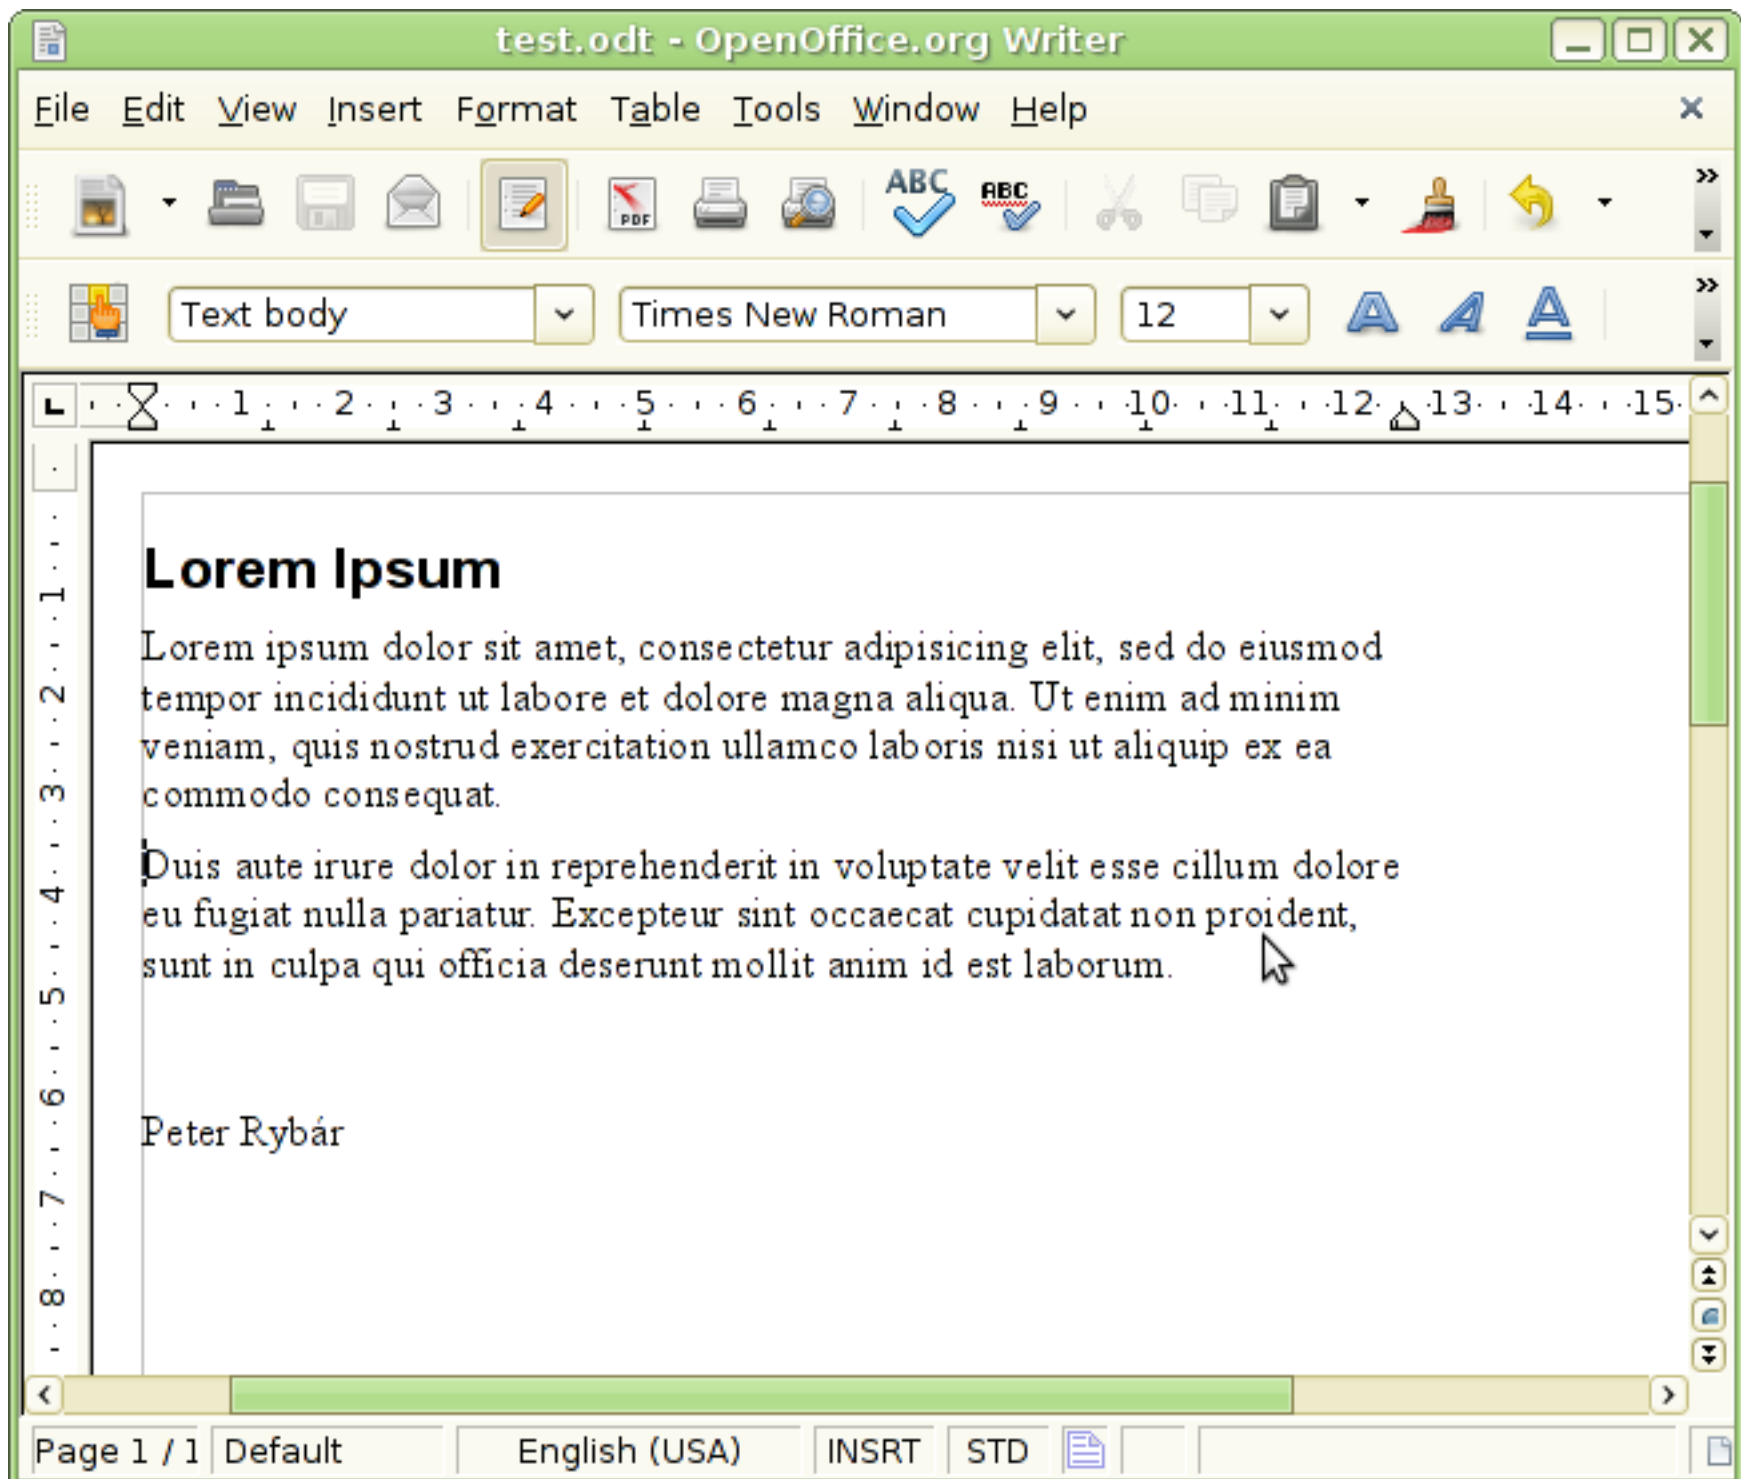 test.odt - OpenOffice.org Writer
File Edit View Insert Format Table Tools Window Help
PDF ABC ABC
Text body Times New Roman 12 A A A
1 2 3 4 5 6 7 8 9 10 11 12 13 14 15
1
2
3
4
5
6
7
8
Lorem Ipsum
Lorem ipsum dolor sit amet, consectetur adipisicing elit, sed do eiusmod
tempor incididunt ut labore et dolore magna aliqua. Ut enim ad minim
veniam, quis nostrud exercitation ullamco laboris nisi ut aliquip ex ea
commodo consequat.
Duis aute irure dolor in reprehenderit in voluptate velit esse cillum dolore
eu fugiat nulla pariatur. Excepteur sint occaecat cupidatat non proident,
sunt in culpa qui officia deserunt mollit anim id est laborum.
Peter Rybár
Page 1 / 1 Default English (USA) INSRT STD